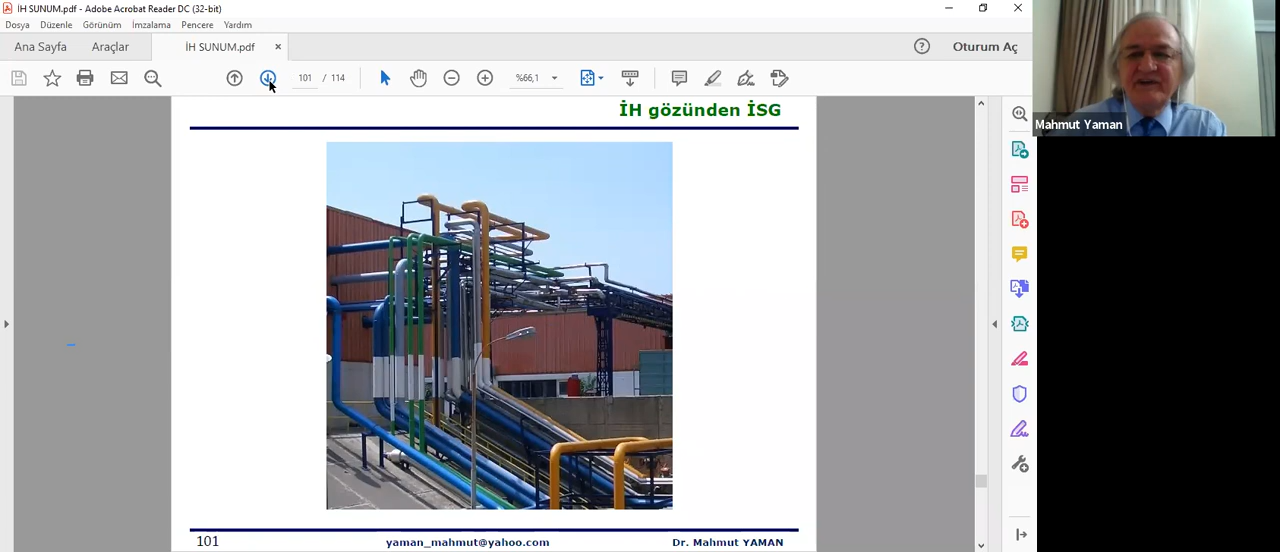 İH SUNUM.pdf - Adobe Acrobat Reader DC (32-bit)
Dosya Düzenle Görünüm İmzalama Pencere Yardım
Ana Sayfa Araçlar İH SUNUM.pdf Oturum Aç
101 / 114 %66,1
Mahmut Yaman
İH gözünden İSG
101 yaman_mahmut@yahoo.com Dr. Mahmut YAMAN